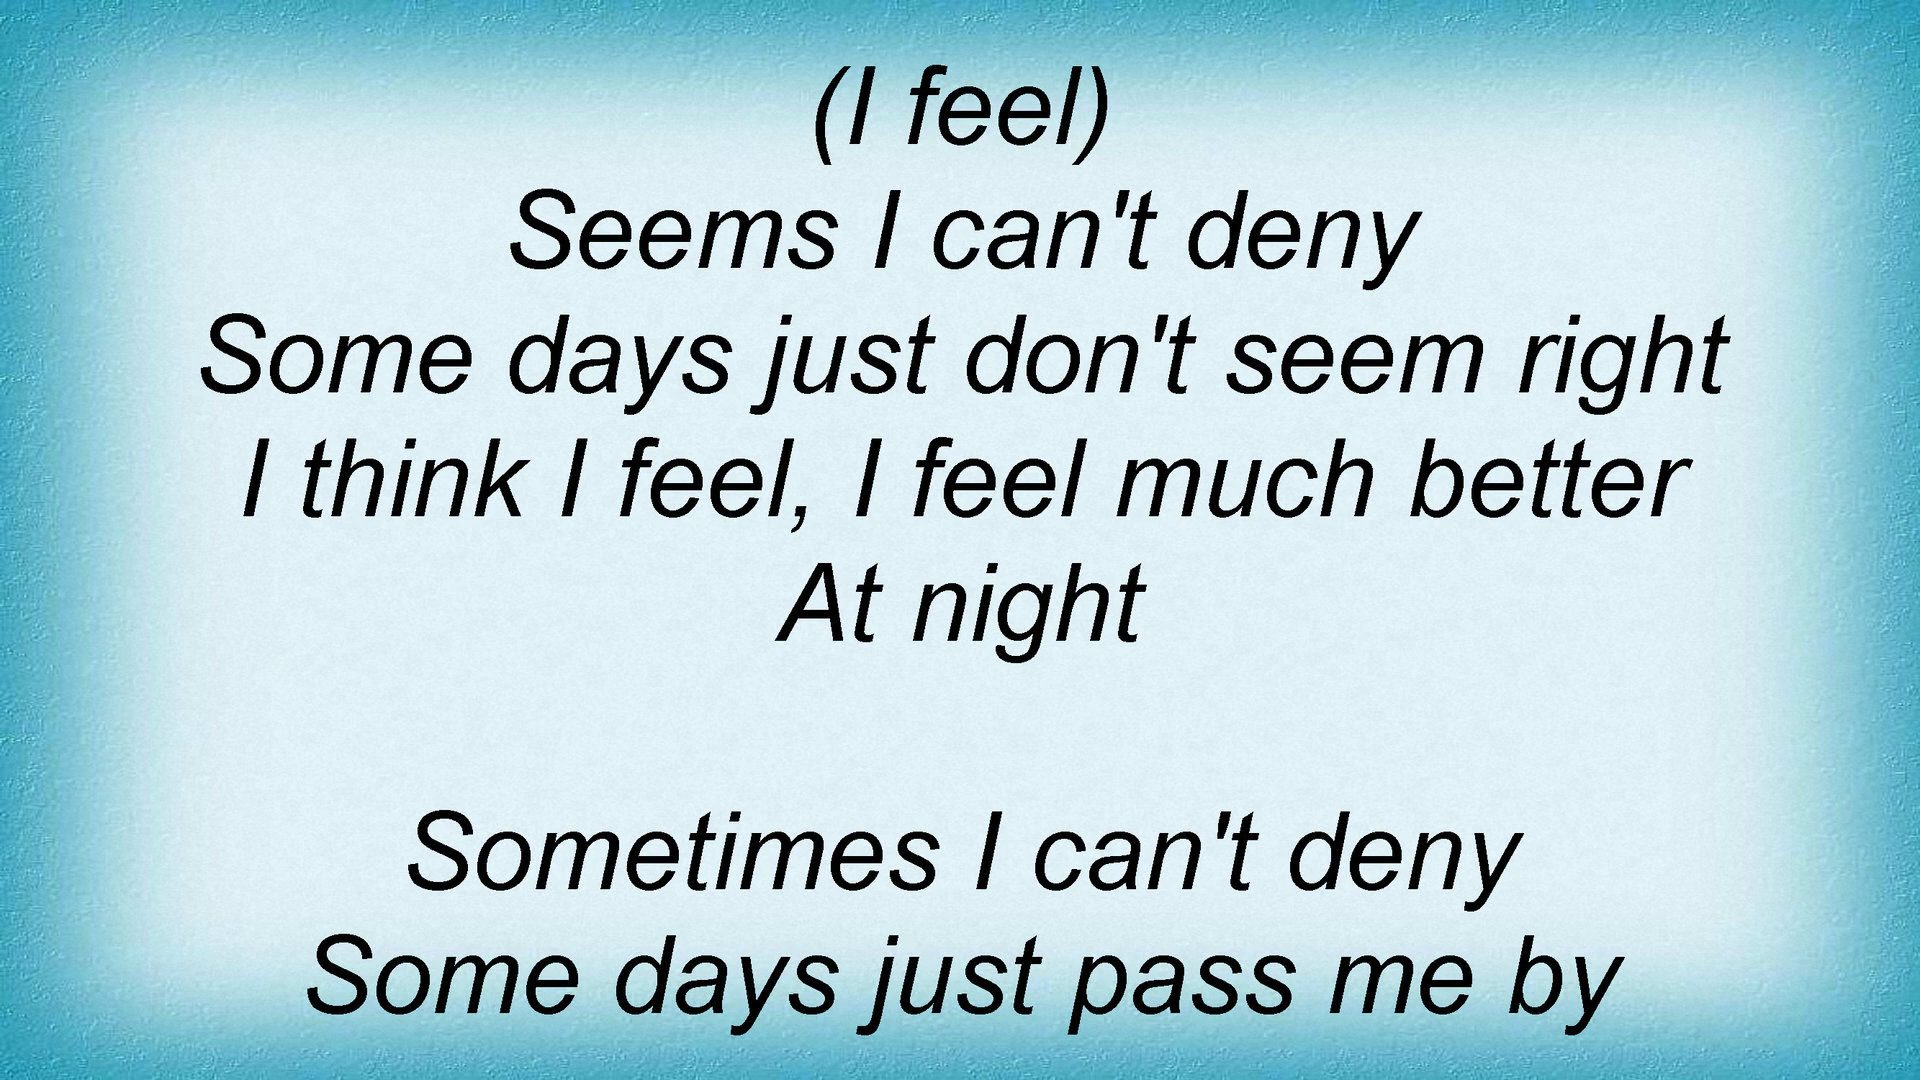 (I feel)
Seems I can't deny
Some days just don't seem right
I think I feel, I feel much better
At night
Sometimes I can't deny
Some days just pass me by